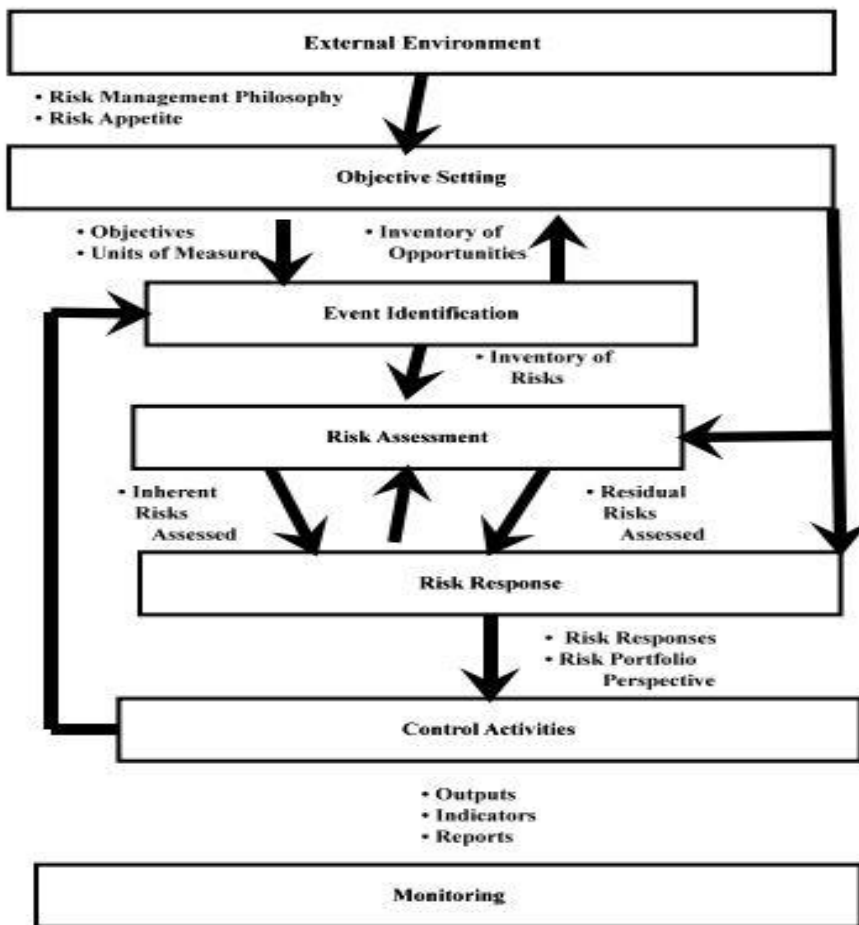 External Environment
• Risk Management Philosophy
• Risk Appetite
Objective Setting
• Objectives
• Units of Measure
• Inventory of
Opportunities
Event Identification
• Inventory of
Risks
Risk Assessment
• Inherent
Risks
Assessed
• Residual
Risks
Assessed
Risk Response
• Risk Responses
• Risk Portfolio
Perspective
Control Activities
• Outputs
• Indicators
• Reports
Monitoring